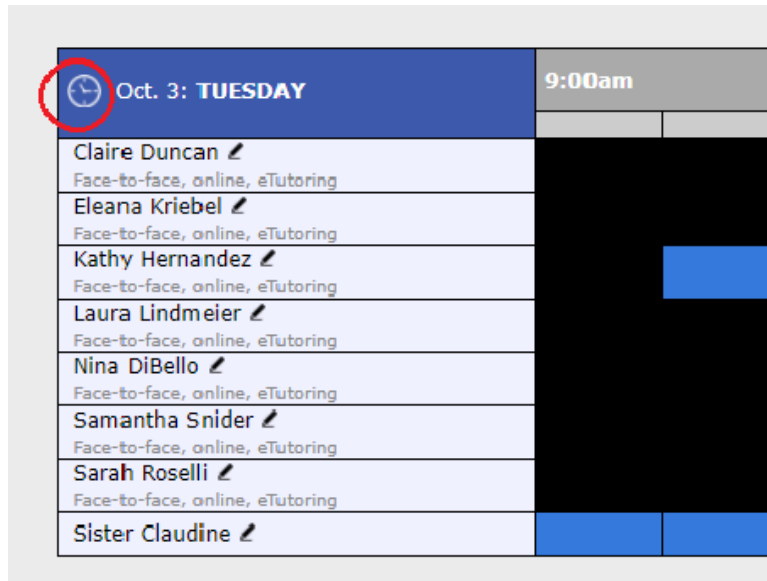 Oct. 3: TUESDAY
9:00am
Claire Duncan
Face-to-face, online, eTutoring
Eleana Kriebel
Face-to-face, online, eTutoring
Kathy Hernandez
Face-to-face, online, eTutoring
Laura Lindmeier
Face-to-face, online, eTutoring
Nina DiBello
Face-to-face, online, eTutoring
Samantha Snider
Face-to-face, online, eTutoring
Sarah Roselli
Face-to-face, online, eTutoring
Sister Claudine